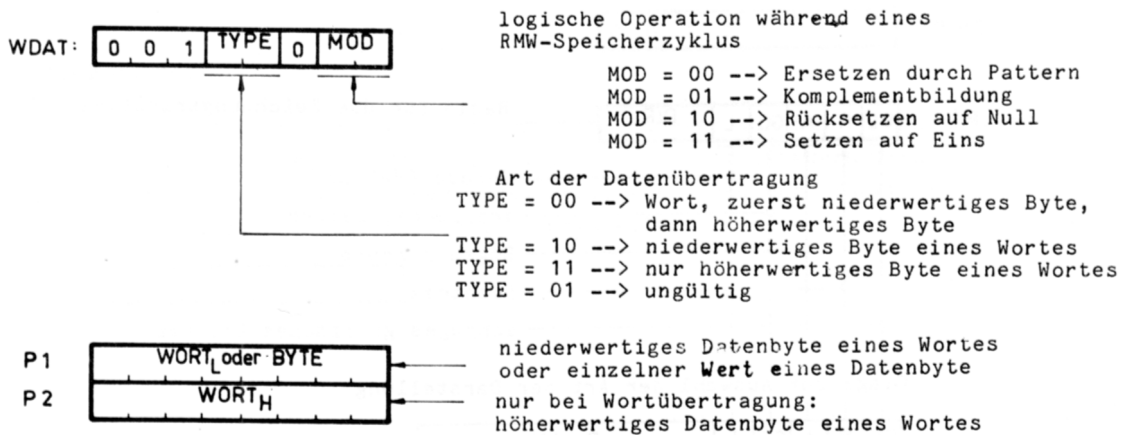 logische Operation während eines
RMW-Speicherzyklus
WDAT: 0 0 1 TYPE 0 MOD
MOD = 00 --> Ersetzen durch Pattern
MOD = 01 --> Komplementbildung
MOD = 10 --> Rücksetzen auf Null
MOD = 11 --> Setzen auf Eins
Art der Datenübertragung
TYPE = 00 --> Wort, zuerst niederwertiges Byte,
dann höherwertiges Byte
TYPE = 10 --> niederwertiges Byte eines Wortes
TYPE = 11 --> nur höherwertiges Byte eines Wortes
TYPE = 01 --> ungültig
P1 WORT L oder BYTE
niederwertiges Datenbyte eines Wortes
oder einzelner Wert eines Datenbyte
P2 WORT H
nur bei Wortübertragung:
höherwertiges Datenbyte eines Wortes